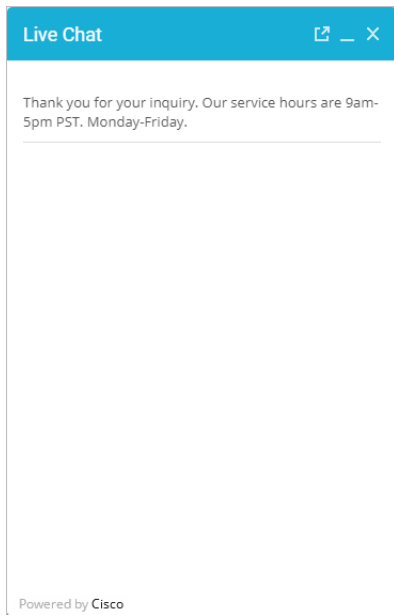 Live Chat
Thank you for your inquiry. Our service hours are 9am-
5pm PST. Monday-Friday.
Powered by Cisco